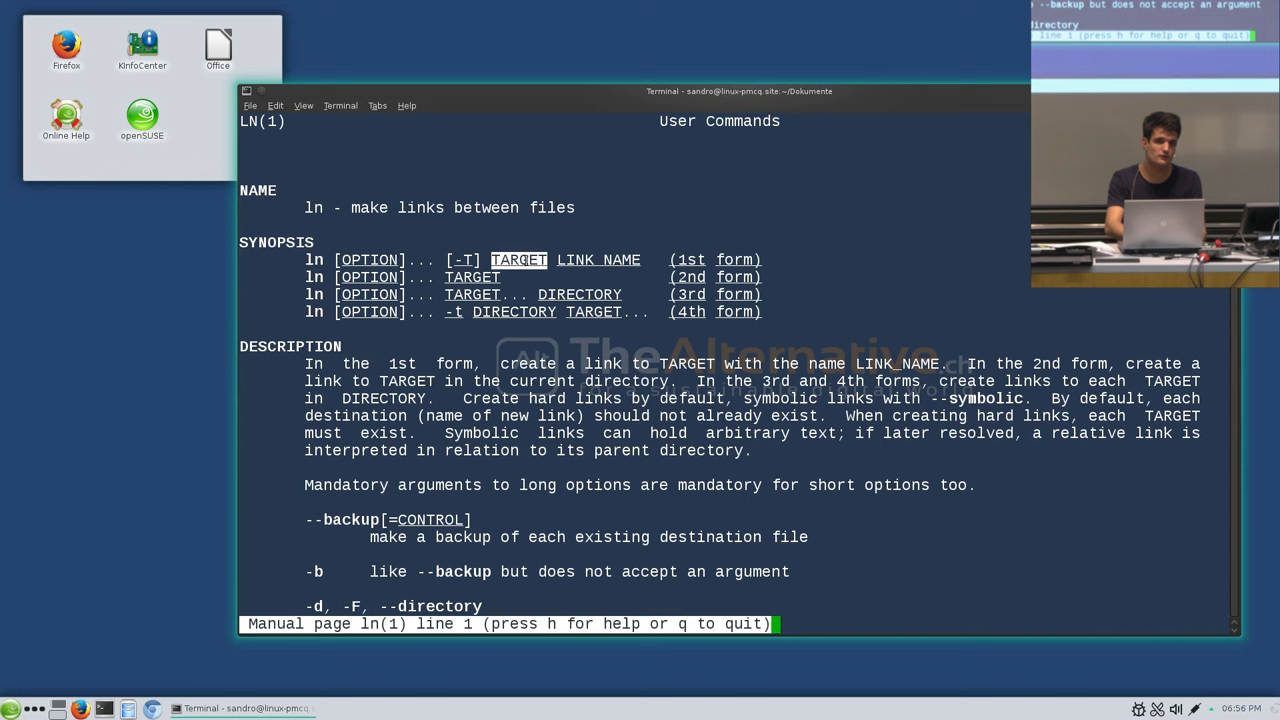 Firefox
KInfoCenter
Office
Online Help
openSUSE
--backup but does not accept an argument
directory
line 1 (press h for help or q to quit)
Terminal - sandro@linux-pmcq.site:~/Dokumente
File Edit View Terminal Tabs Help
LN(1) User Commands
NAME
ln - make links between files
SYNOPSIS
ln [OPTION]... [-T] TARGET LINK_NAME (1st form)
ln [OPTION]... TARGET (2nd form)
ln [OPTION]... TARGET... DIRECTORY (3rd form)
ln [OPTION]... -t DIRECTORY TARGET... (4th form)
DESCRIPTION
In the 1st form, create a link to TARGET with the name LINK_NAME. In the 2nd form, create a
link to TARGET in the current directory. In the 3rd and 4th forms, create links to each TARGET
in DIRECTORY. Create hard links by default, symbolic links with --symbolic. By default, each
destination (name of new link) should not already exist. When creating hard links, each TARGET
must exist. Symbolic links can hold arbitrary text; if later resolved, a relative link is
interpreted in relation to its parent directory.
Alt TheAlternative.ch
for a sustainable digital world
Mandatory arguments to long options are mandatory for short options too.
--backup[=CONTROL]
make a backup of each existing destination file
-b like --backup but does not accept an argument
-d, -F, --directory
Manual page ln(1) line 1 (press h for help or q to quit)
Terminal - sandro@linux-pmcq.
06:56 PM